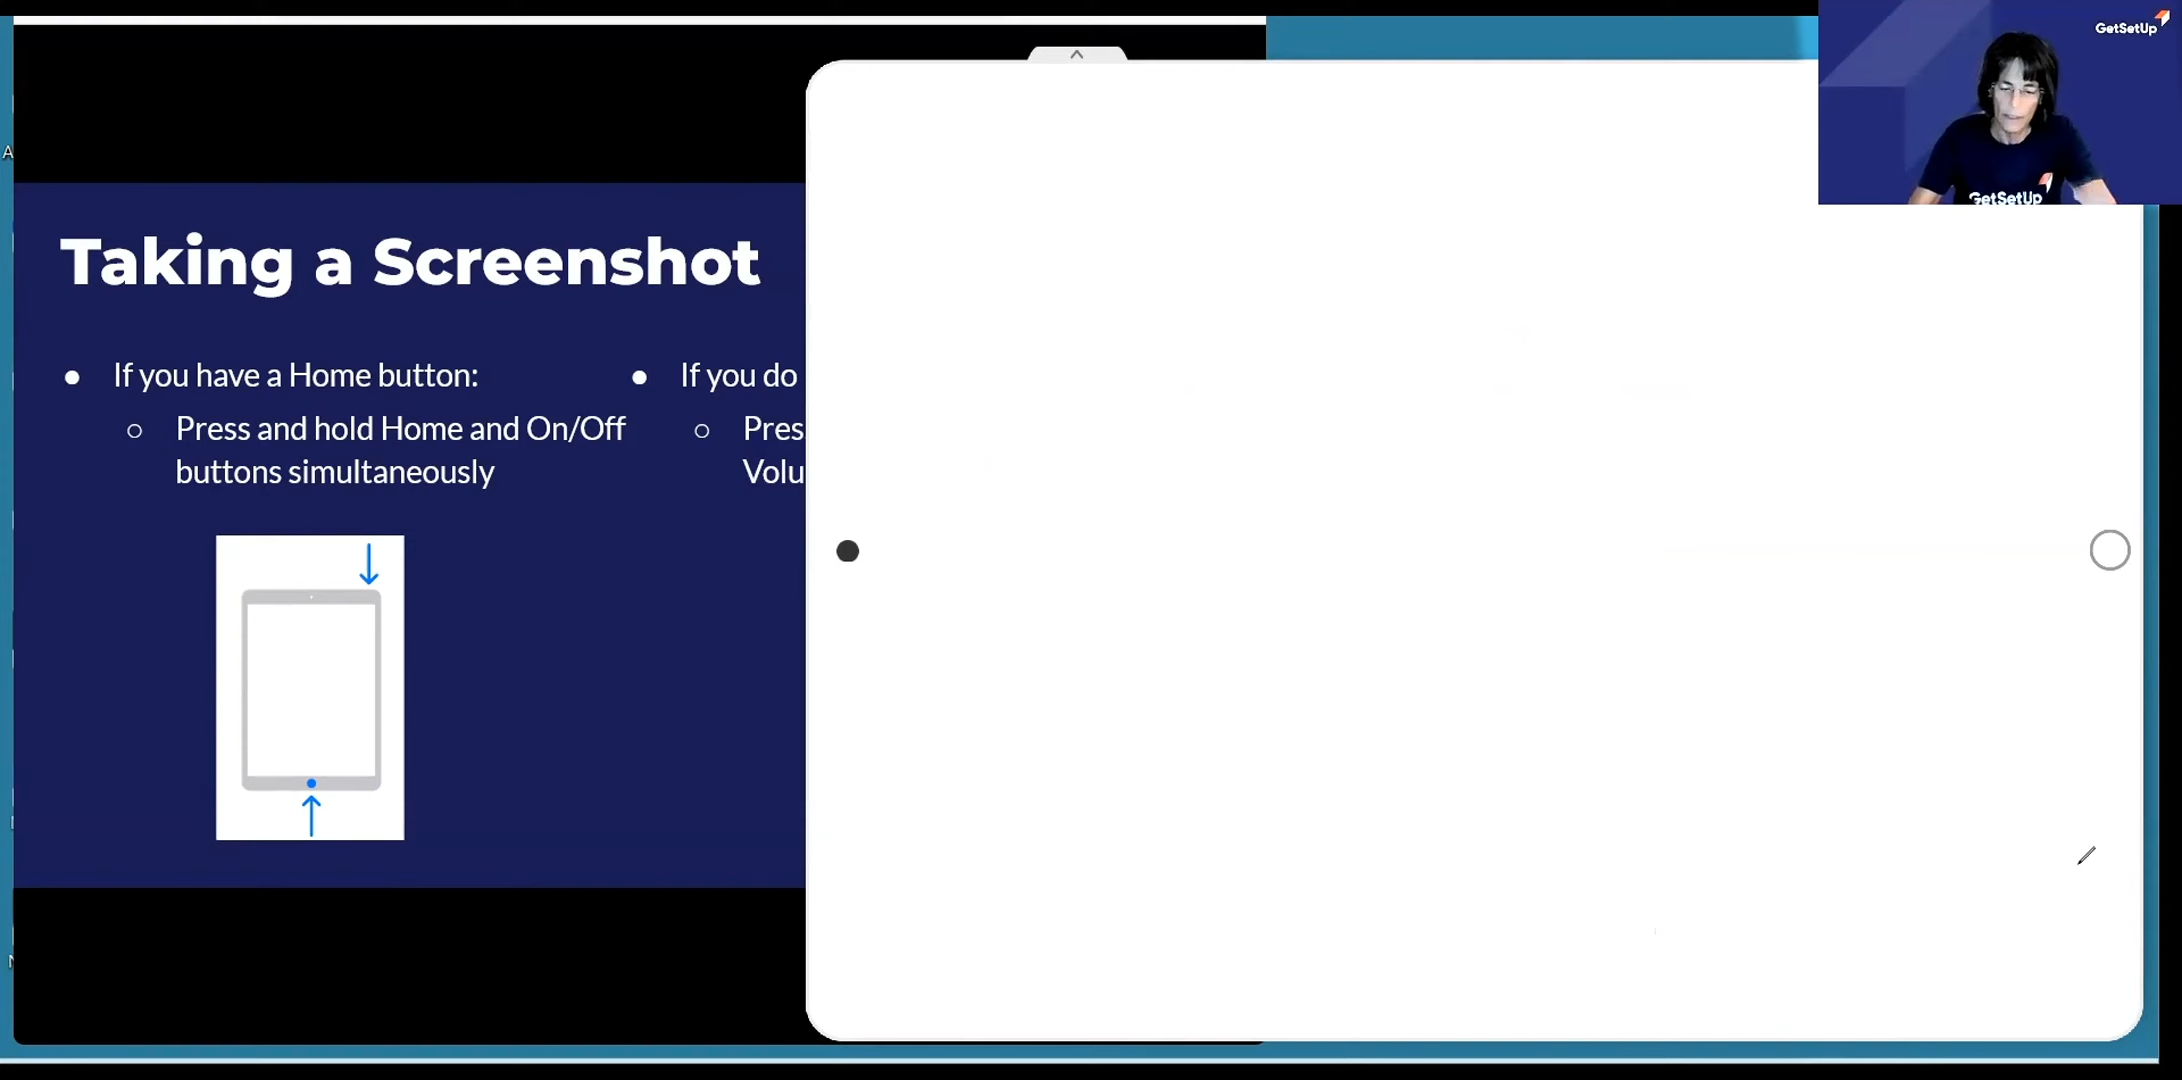 GetSetUp
GetSetUp
Taking a Screenshot
If you have a Home button:
Press and hold Home and On/Off
buttons simultaneously
If you do
Pres
Volu
A